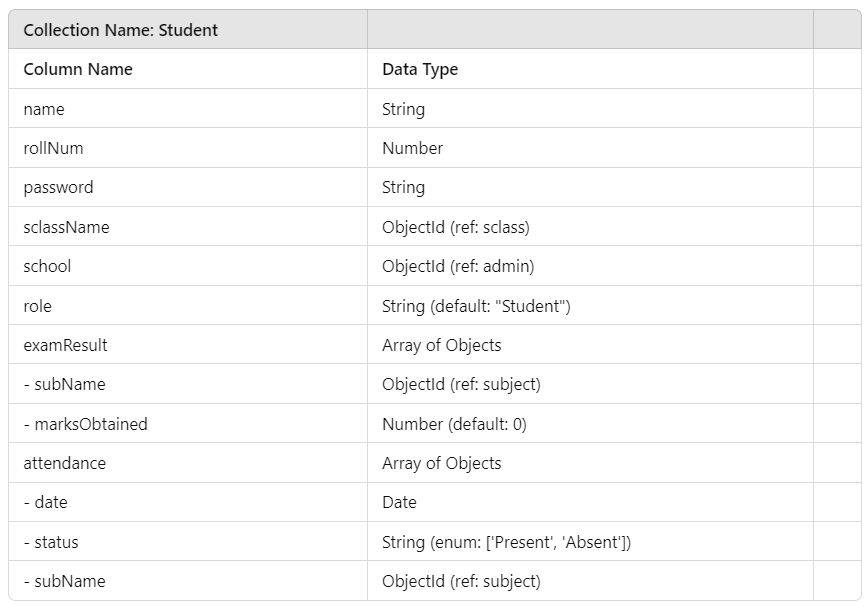 Collection Name: Student
Column Name Data Type
name String
rollNum Number
password String
sclassName ObjectId (ref: sclass)
school ObjectId (ref: admin)
role String (default: "Student")
examResult Array of Objects
- subName ObjectId (ref: subject)
- marksObtained Number (default: 0)
attendance Array of Objects
- date Date
- status String (enum: ['Present', 'Absent'])
- subName ObjectId (ref: subject)